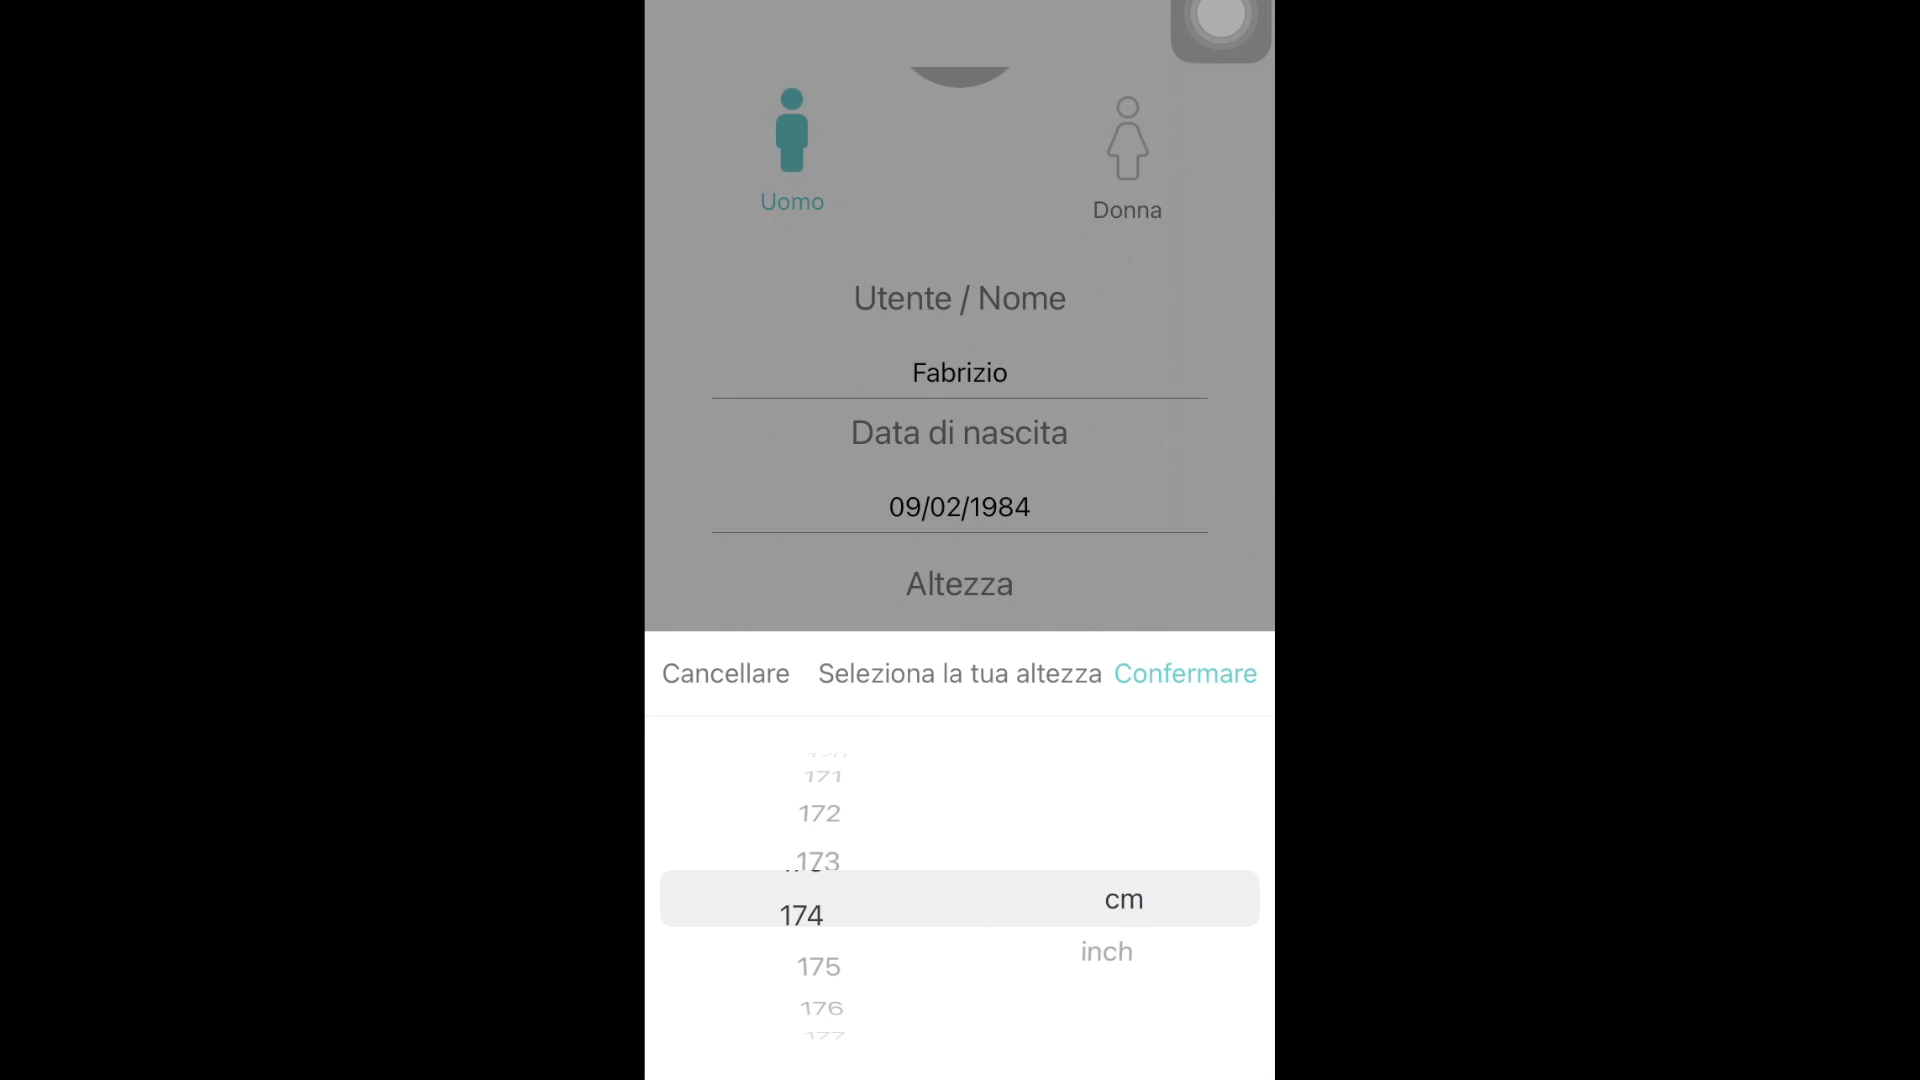 Uomo
Donna
Utente / Nome
Fabrizio
Data di nascita
09/02/1984
Altezza
Cancellare Seleziona la tua altezza Confermare
171
172
173
174 cm
175 inch
176
177